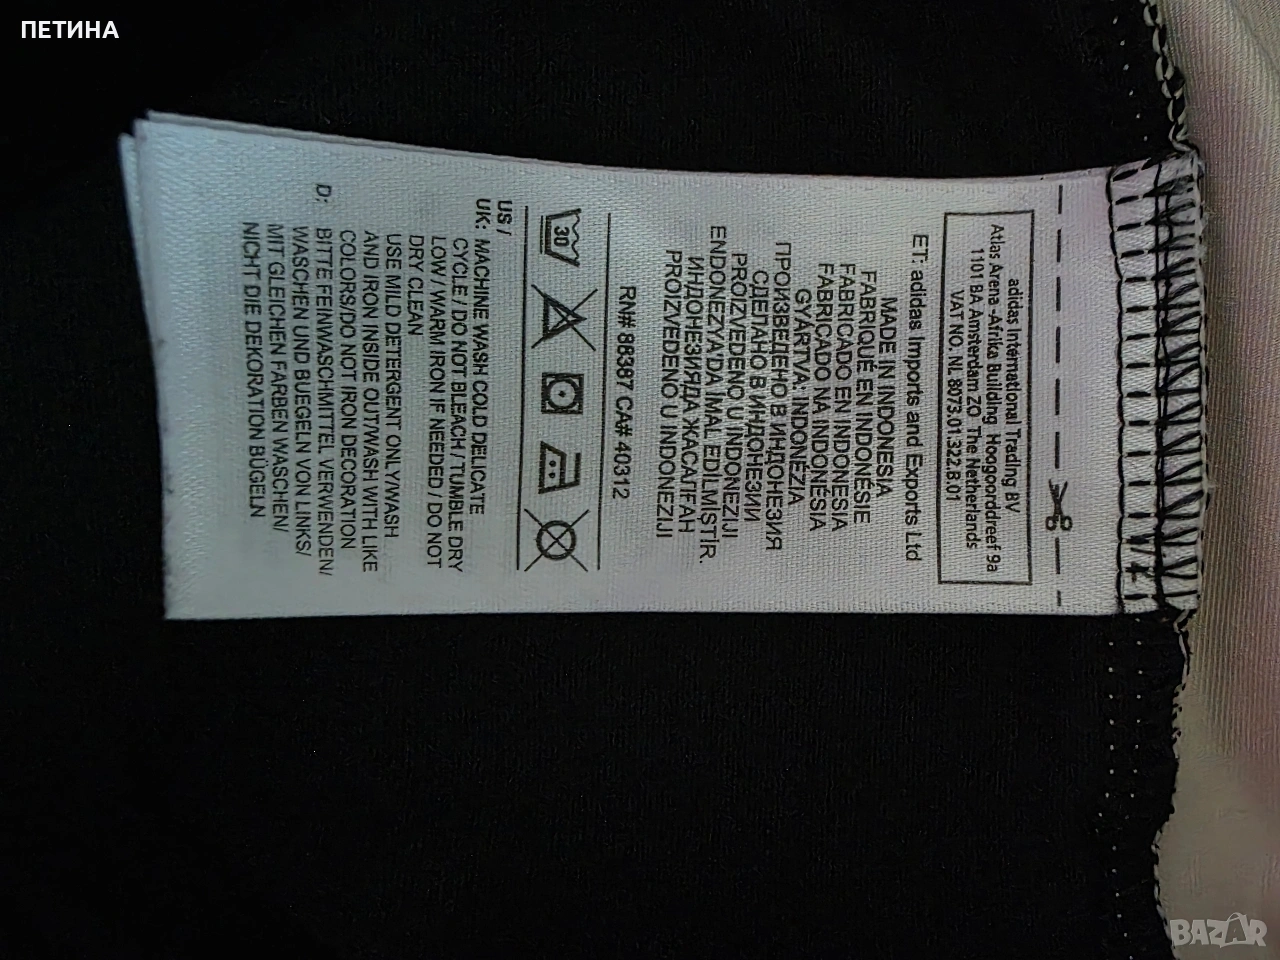 ПЕТИНА
adidas International Trading BV
Atlas Arena -Afrika Building Hoogoorddreef 9a
1101 BA Amsterdam ZO The Netherlands
VAT NO. NL 8073.01.322.B.01
ET: adidas Imports and Exports Ltd
MADE IN INDONESIA
FABRIQUÉ EN INDONÉSIE
FABRICADO EN INDONESIA
FABRICADO NA INDONÉSIA
GYÁRTVA: INDONÉZIA
ПРОИЗВЕДЕНО В ИНДОНЕЗИЯ
СДЕЛАНО В ИНДОНЕЗИИ
PROIZVEDENO U INDONEZIJI
ENDONEZYA'DA İMAL EDİLMİŞTİR.
ИНДОНЕЗИЯДА ЖАСАЛҒАН
PROIZVEDENO U INDONEZIJI
RN# 88387 CA# 40312
30
US /
UK: MACHINE WASH COLD DELICATE
CYCLE / DO NOT BLEACH / TUMBLE DRY
LOW / WARM IRON IF NEEDED / DO NOT
DRY CLEAN
USE MILD DETERGENT ONLY/WASH
AND IRON INSIDE OUT/WASH WITH LIKE
COLORS/DO NOT IRON DECORATION
D: BITTE FEINWASCHMITTEL VERWENDEN/
WASCHEN UND BUEGELN VON LINKS/
MIT GLEICHEN FARBEN WASCHEN/
NICHT DIE DEKORATION BÜGELN
BAZAR